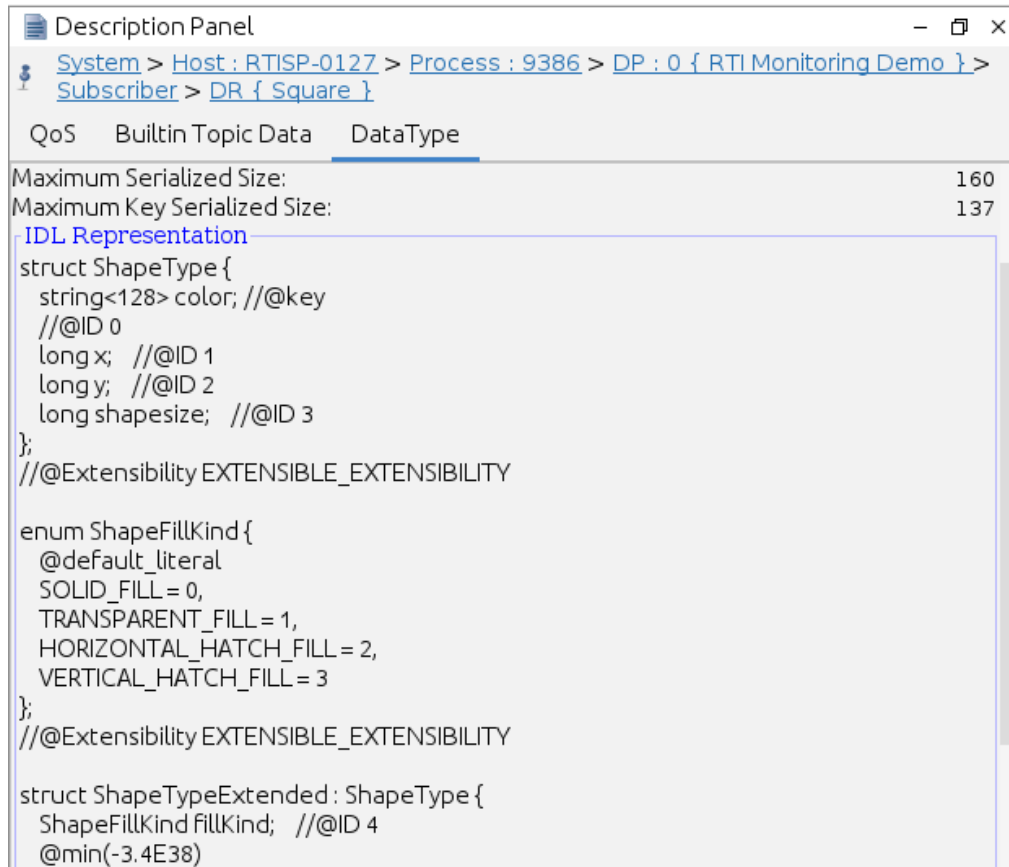 Description Panel
System > Host : RTISP-0127 > Process : 9386 > DP : 0 { RTI Monitoring Demo } >
Subscriber > DR { Square }
QoS Builtin Topic Data DataType
Maximum Serialized Size: 160
Maximum Key Serialized Size: 137
IDL Representation
struct ShapeType {
string<128> color; //@key
//@ID 0
long x; //@ID 1
long y; //@ID 2
long shapesize; //@ID 3
};
//@Extensibility EXTENSIBLE_EXTENSIBILITY
enum ShapeFillKind {
@default_literal
SOLID_FILL = 0,
TRANSPARENT_FILL = 1,
HORIZONTAL_HATCH_FILL = 2,
VERTICAL_HATCH_FILL = 3
};
//@Extensibility EXTENSIBLE_EXTENSIBILITY
struct ShapeTypeExtended : ShapeType {
ShapeFillKind fillKind; //@ID 4
@min(-3.4E38)